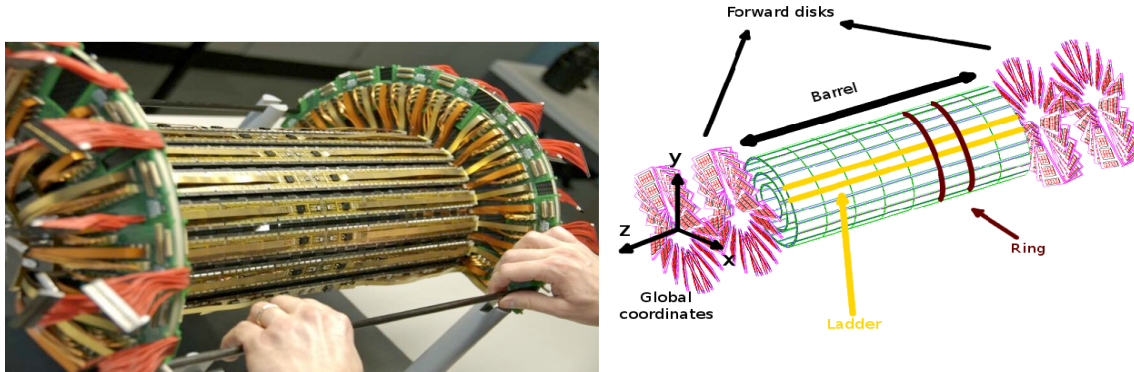 Forward disks
Barrel
y
z
x
Global
coordinates
Ladder
Ring